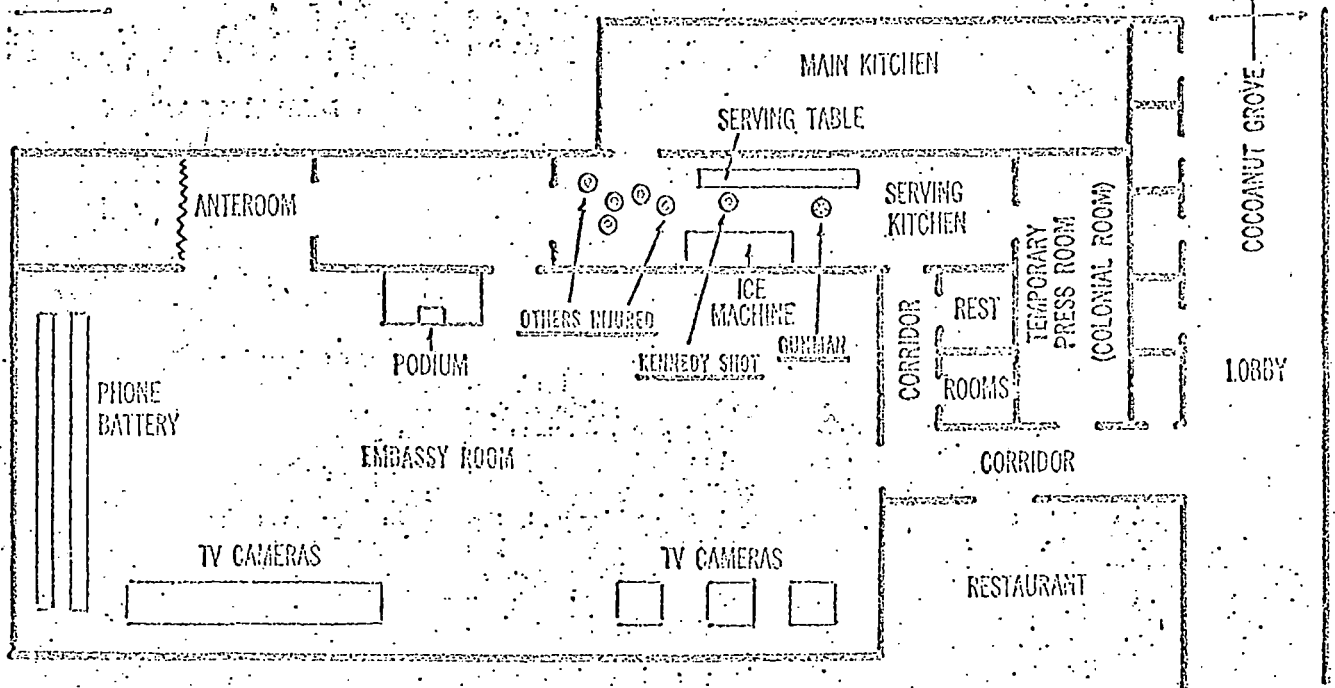 MAIN KITCHEN
SERVING TABLE
ANTEROOM
SERVING
KITCHEN
TEMPORARY
PRESS ROOM
(COLONIAL ROOM)
COCOANUT GROVE
OTHERS INJURED
ICE
MACHINE
KENNEDY SHOT
GUNMAN
PODIUM
CORRIDOR
REST
ROOMS
LOBBY
PHONE
BATTERY
EMBASSY ROOM
CORRIDOR
TV CAMERAS
TV CAMERAS
RESTAURANT